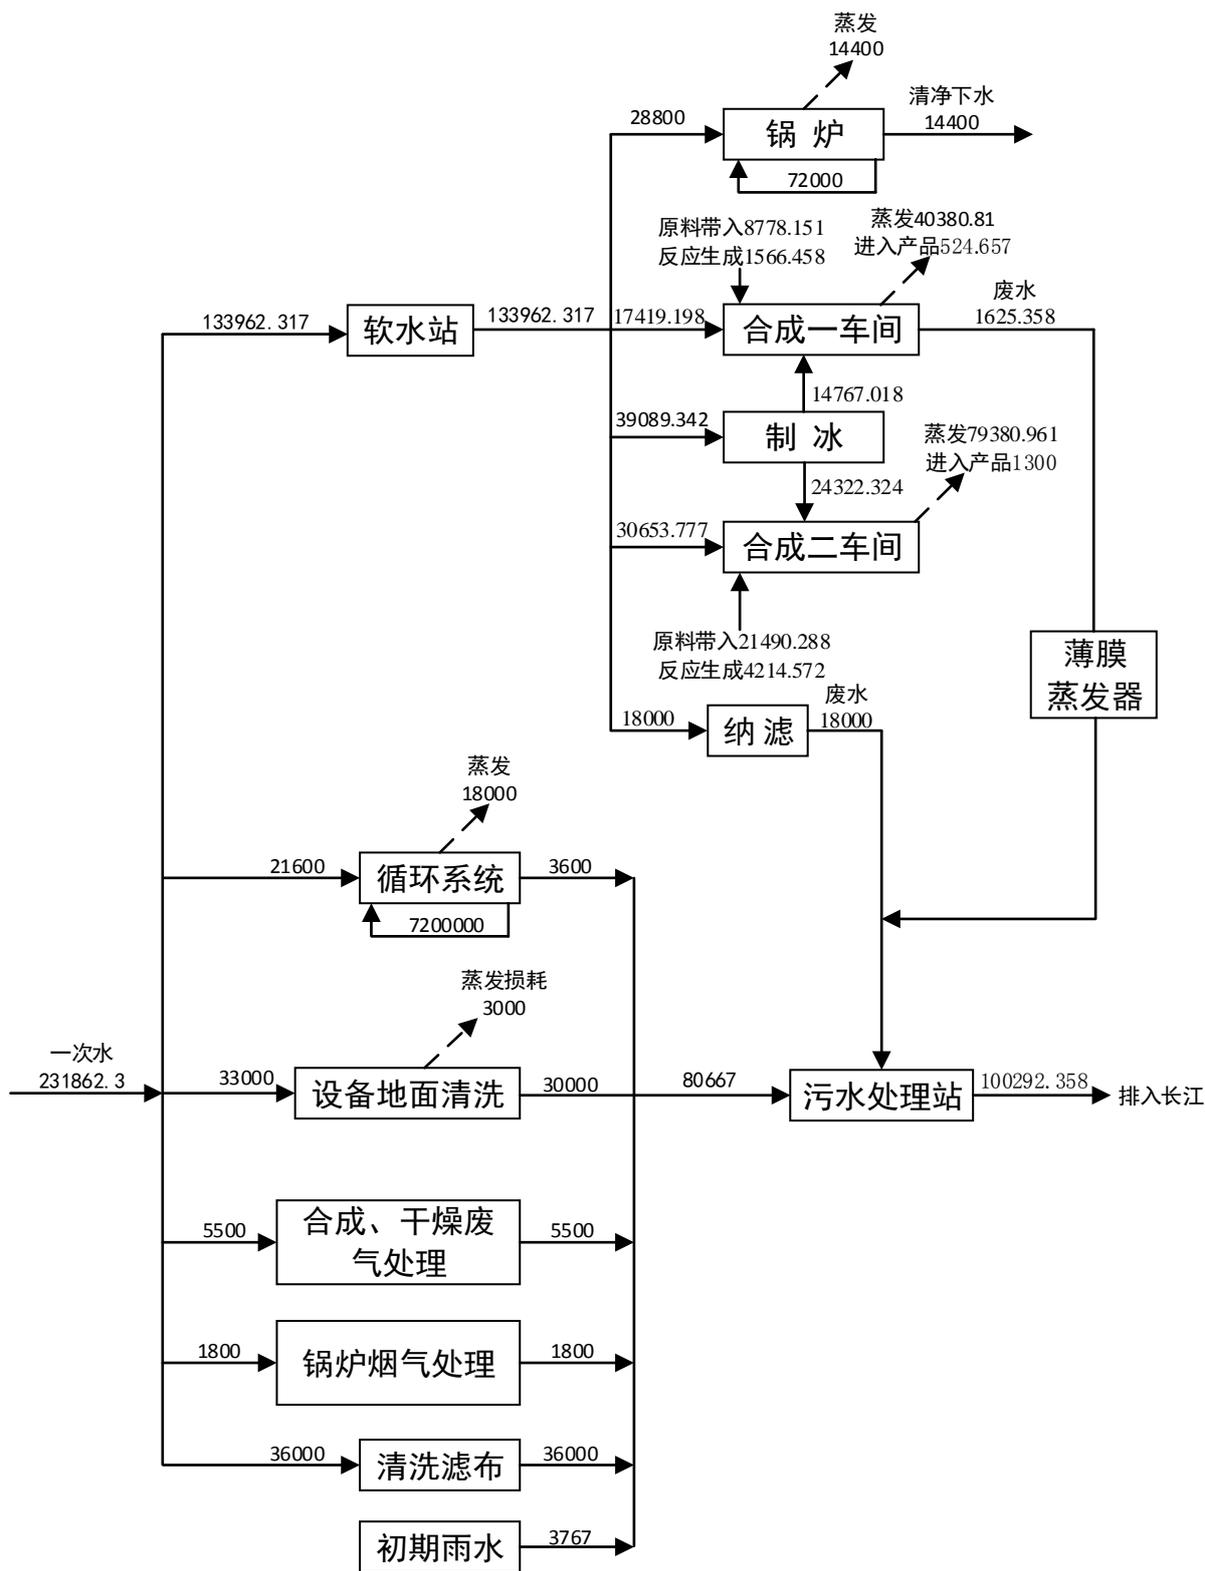 蒸发
14400
清净下水
28800
锅 炉
14400
72000
原料带入8778.151
反应生成1566.458
蒸发40380.81
进入产品524.657
废水
133962.317
软水站
133962.317
17419.198
合成一车间
1625.358
14767.018
39089.342
制 冰
蒸发79380.961
进入产品1300
24322.324
30653.777
合成二车间
原料带入21490.288
反应生成4214.572
薄膜
蒸发器
废水
18000
纳 滤
18000
蒸发
18000
21600
循环系统
3600
7200000
蒸发损耗
3000
一次水
231862.3
33000
设备地面清洗
30000
80667
污水处理站
100292.358
排入长江
5500
合成、干燥废
气处理
5500
1800
锅炉烟气处理
1800
36000
清洗滤布
36000
初期雨水
3767